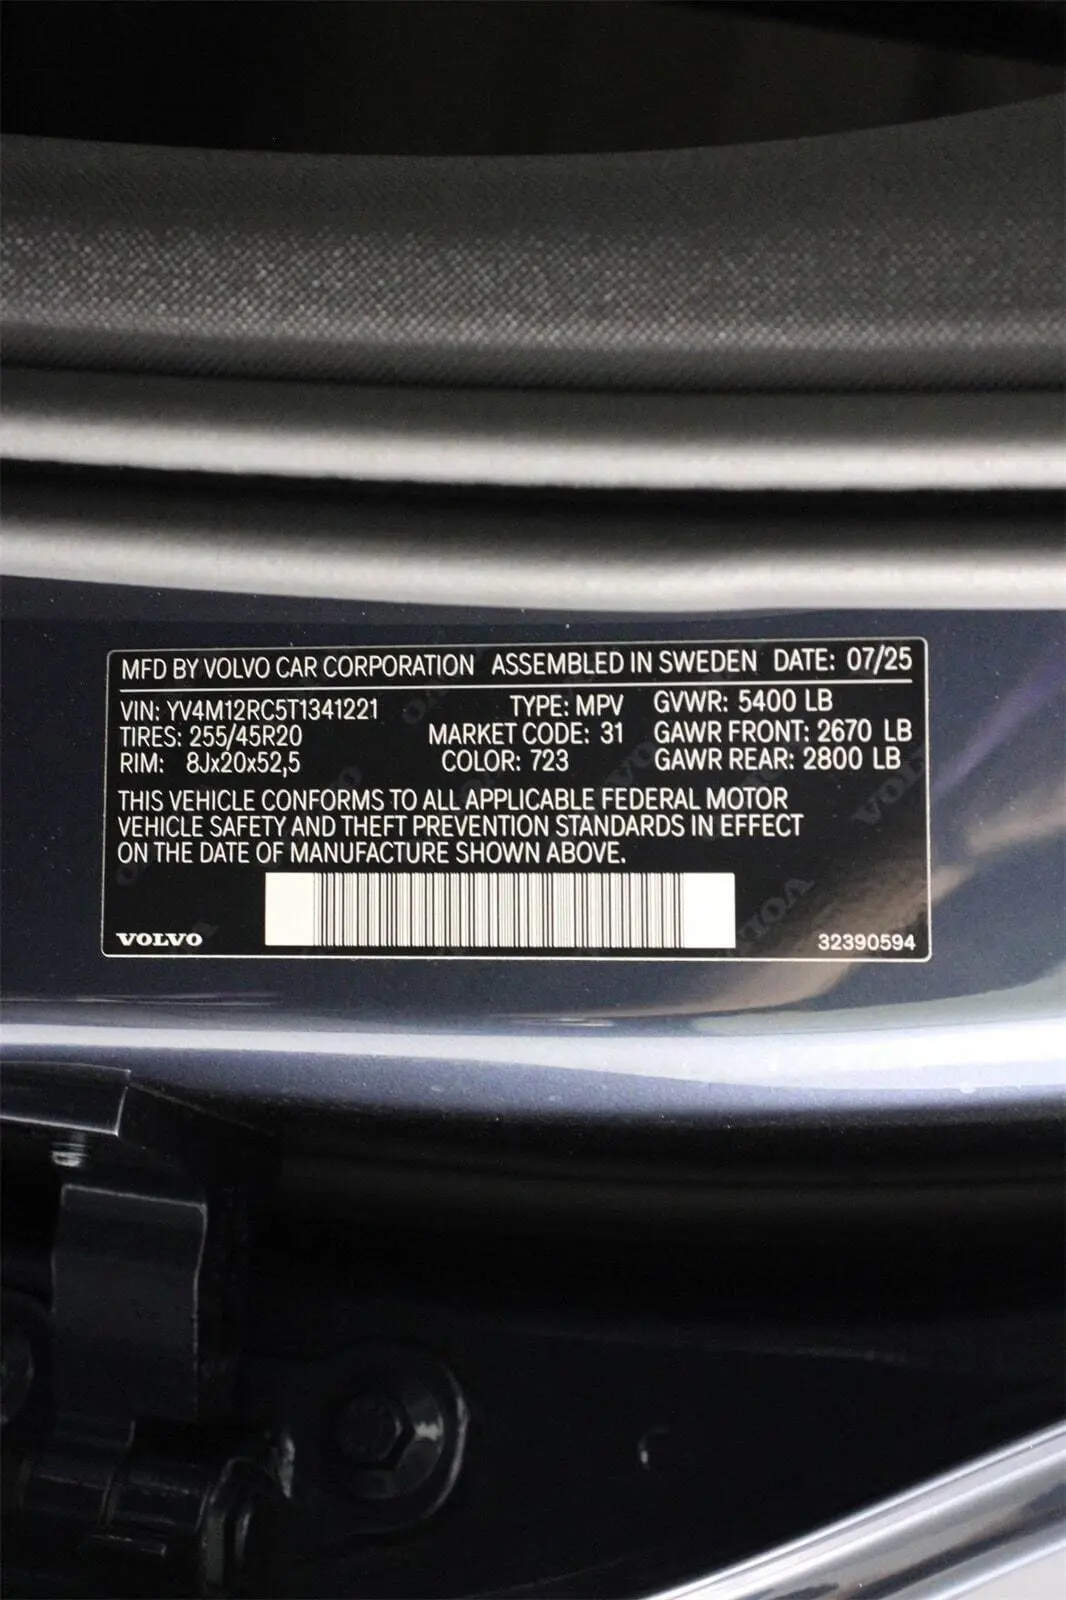 MFD BY VOLVO CAR CORPORATION ASSEMBLED IN SWEDEN DATE: 07/25
VIN: YV4M12RC5T1341221 TYPE: MPV GVWR: 5400 LB
TIRES: 255/45R20 MARKET CODE: 31 GAWR FRONT: 2670 LB
RIM: 8Jx20x52,5 COLOR: 723 GAWR REAR: 2800 LB
THIS VEHICLE CONFORMS TO ALL APPLICABLE FEDERAL MOTOR
VEHICLE SAFETY AND THEFT PREVENTION STANDARDS IN EFFECT
ON THE DATE OF MANUFACTURE SHOWN ABOVE.
VOLVO 32390594